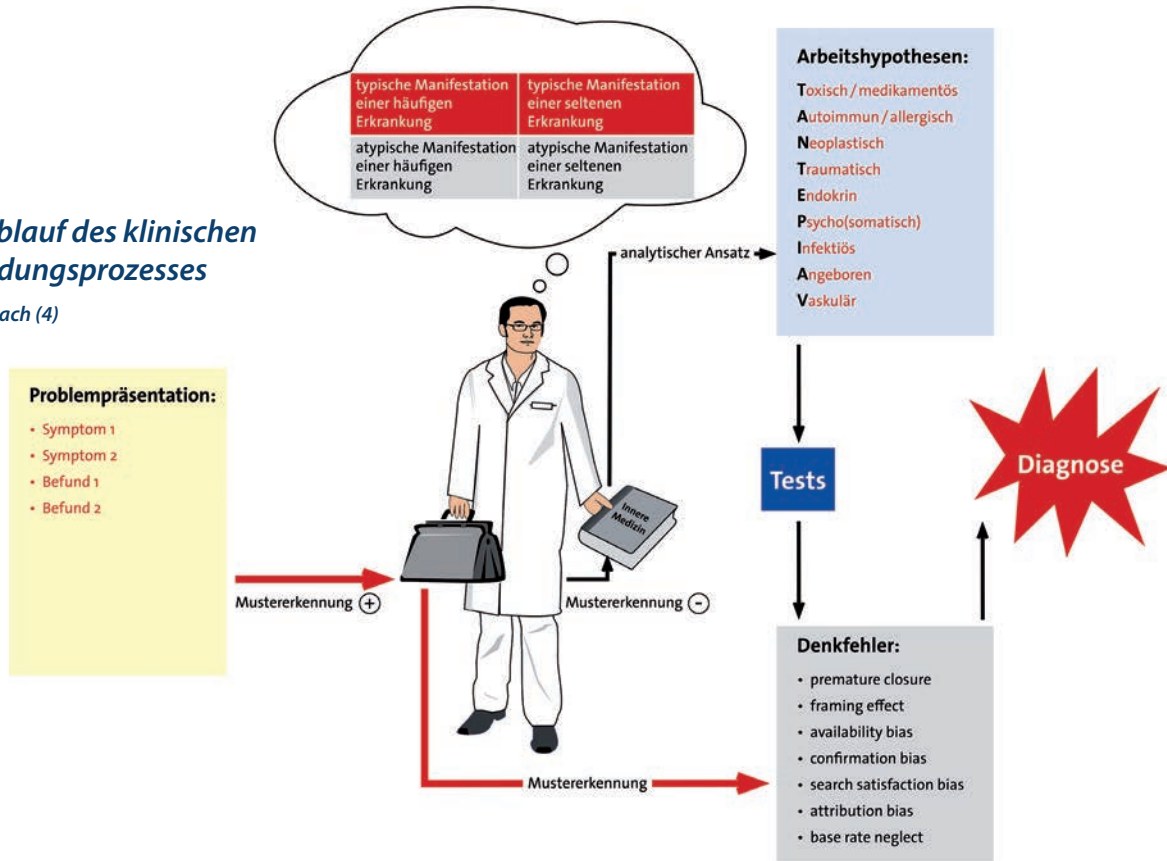 typische Manifestation
einer häufigen
Erkrankung
typische Manifestation
einer seltenen
Erkrankung
atypische Manifestation
einer häufigen
Erkrankung
atypische Manifestation
einer seltenen
Erkrankung
Arbeitshypothesen:
Toxisch / medikamentös
Autoimmun / allergisch
Neoplastisch
Traumatisch
Endokrin
Psycho(somatisch)
Infektiös
Angeboren
Vaskulär
blauf des klinischen
dungsprozesses
ach (4)
analytischer Ansatz
Problempräsentation:
• Symptom 1
• Symptom 2
• Befund 1
• Befund 2
Innere
Medizin
Tests
Diagnose
Mustererkennung +
Mustererkennung -
Denkfehler:
• premature closure
• framing effect
• availability bias
• confirmation bias
• search satisfaction bias
• attribution bias
• base rate neglect
Mustererkennung